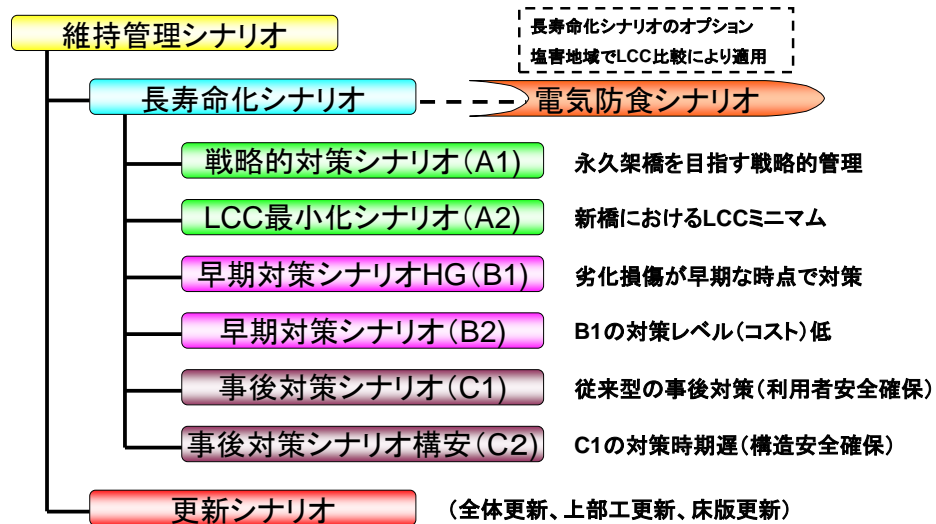 維持管理シナリオ
長寿命化シナリオのオプション
塩害地域でLCC比較により適用
長寿命化シナリオ
電気防食シナリオ
戦略的対策シナリオ(A1)
永久架橋を目指す戦略的管理
LCC最小化シナリオ(A2)
新橋におけるLCCミニマム
早期対策シナリオHG(B1)
劣化損傷が早期な時点で対策
早期対策シナリオ(B2)
B1の対策レベル(コスト)低
事後対策シナリオ(C1)
従来型の事後対策(利用者安全確保)
事後対策シナリオ構安(C2)
C1の対策時期遅(構造安全確保)
更新シナリオ
(全体更新、上部工更新、床版更新)